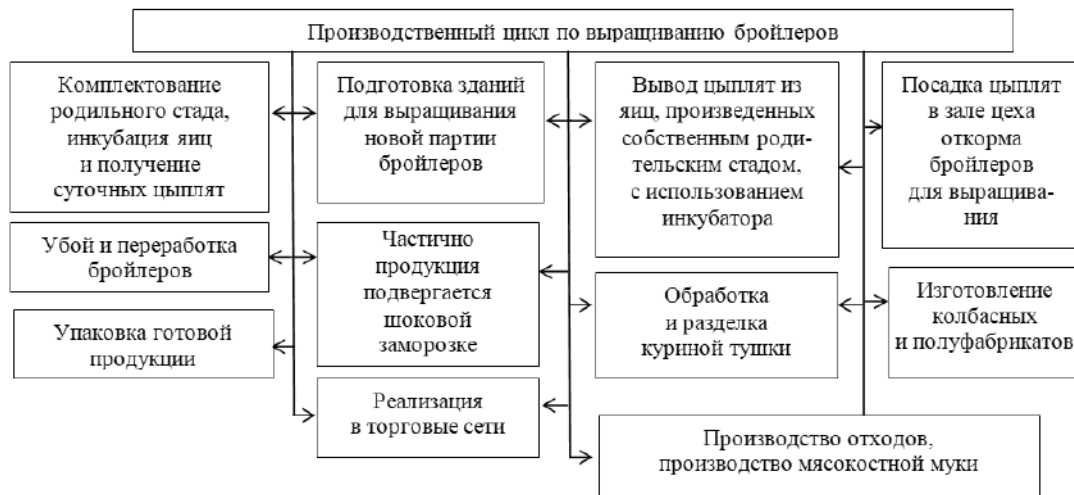 Производственный цикл по выращиванию бройлеров
Комплектование
родильного стада,
инкубация яиц
и получение
суточных цыплят
Подготовка зданий
для выращивания
новой партии
бройлеров
Вывод цыплят из
яиц, произведенных
собственным роди-
тельским стадом,
с использованием
инкубатора
Посадка цыплят
в зале цеха
откорма
бройлеров
для выращива-
ния
Убой и переработка
бройлеров
Частично
продукция
подвергается
шоковой
заморозке
Обработка
и разделка
куриной тушки
Изготовление
колбасных
и полуфабрикатов
Упаковка готовой
продукции
Реализация
в торговые сети
Производство отходов,
производство мясокостной муки